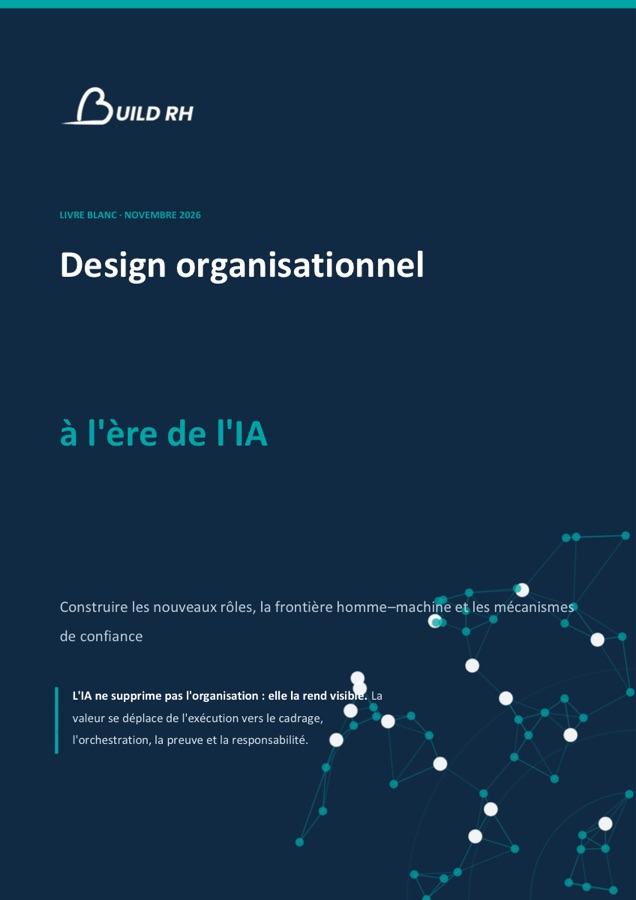 BUILD RH
LIVRE BLANC · NOVEMBRE 2026
Design organisationnel
à l'ère de l'IA
Construire les nouveaux rôles, la frontière homme–machine et les mécanismes
de confiance
L'IA ne supprime pas l'organisation : elle la rend visible. La
valeur se déplace de l'exécution vers le cadrage,
l'orchestration, la preuve et la responsabilité.